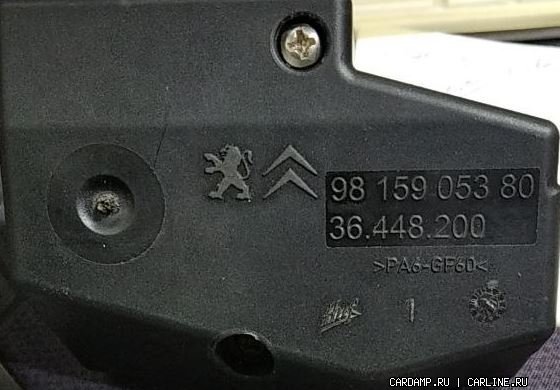 98 159 053 80
36.448.200
>PA6-GF60<
1
CARDAMP.RU | CARLINE.RU